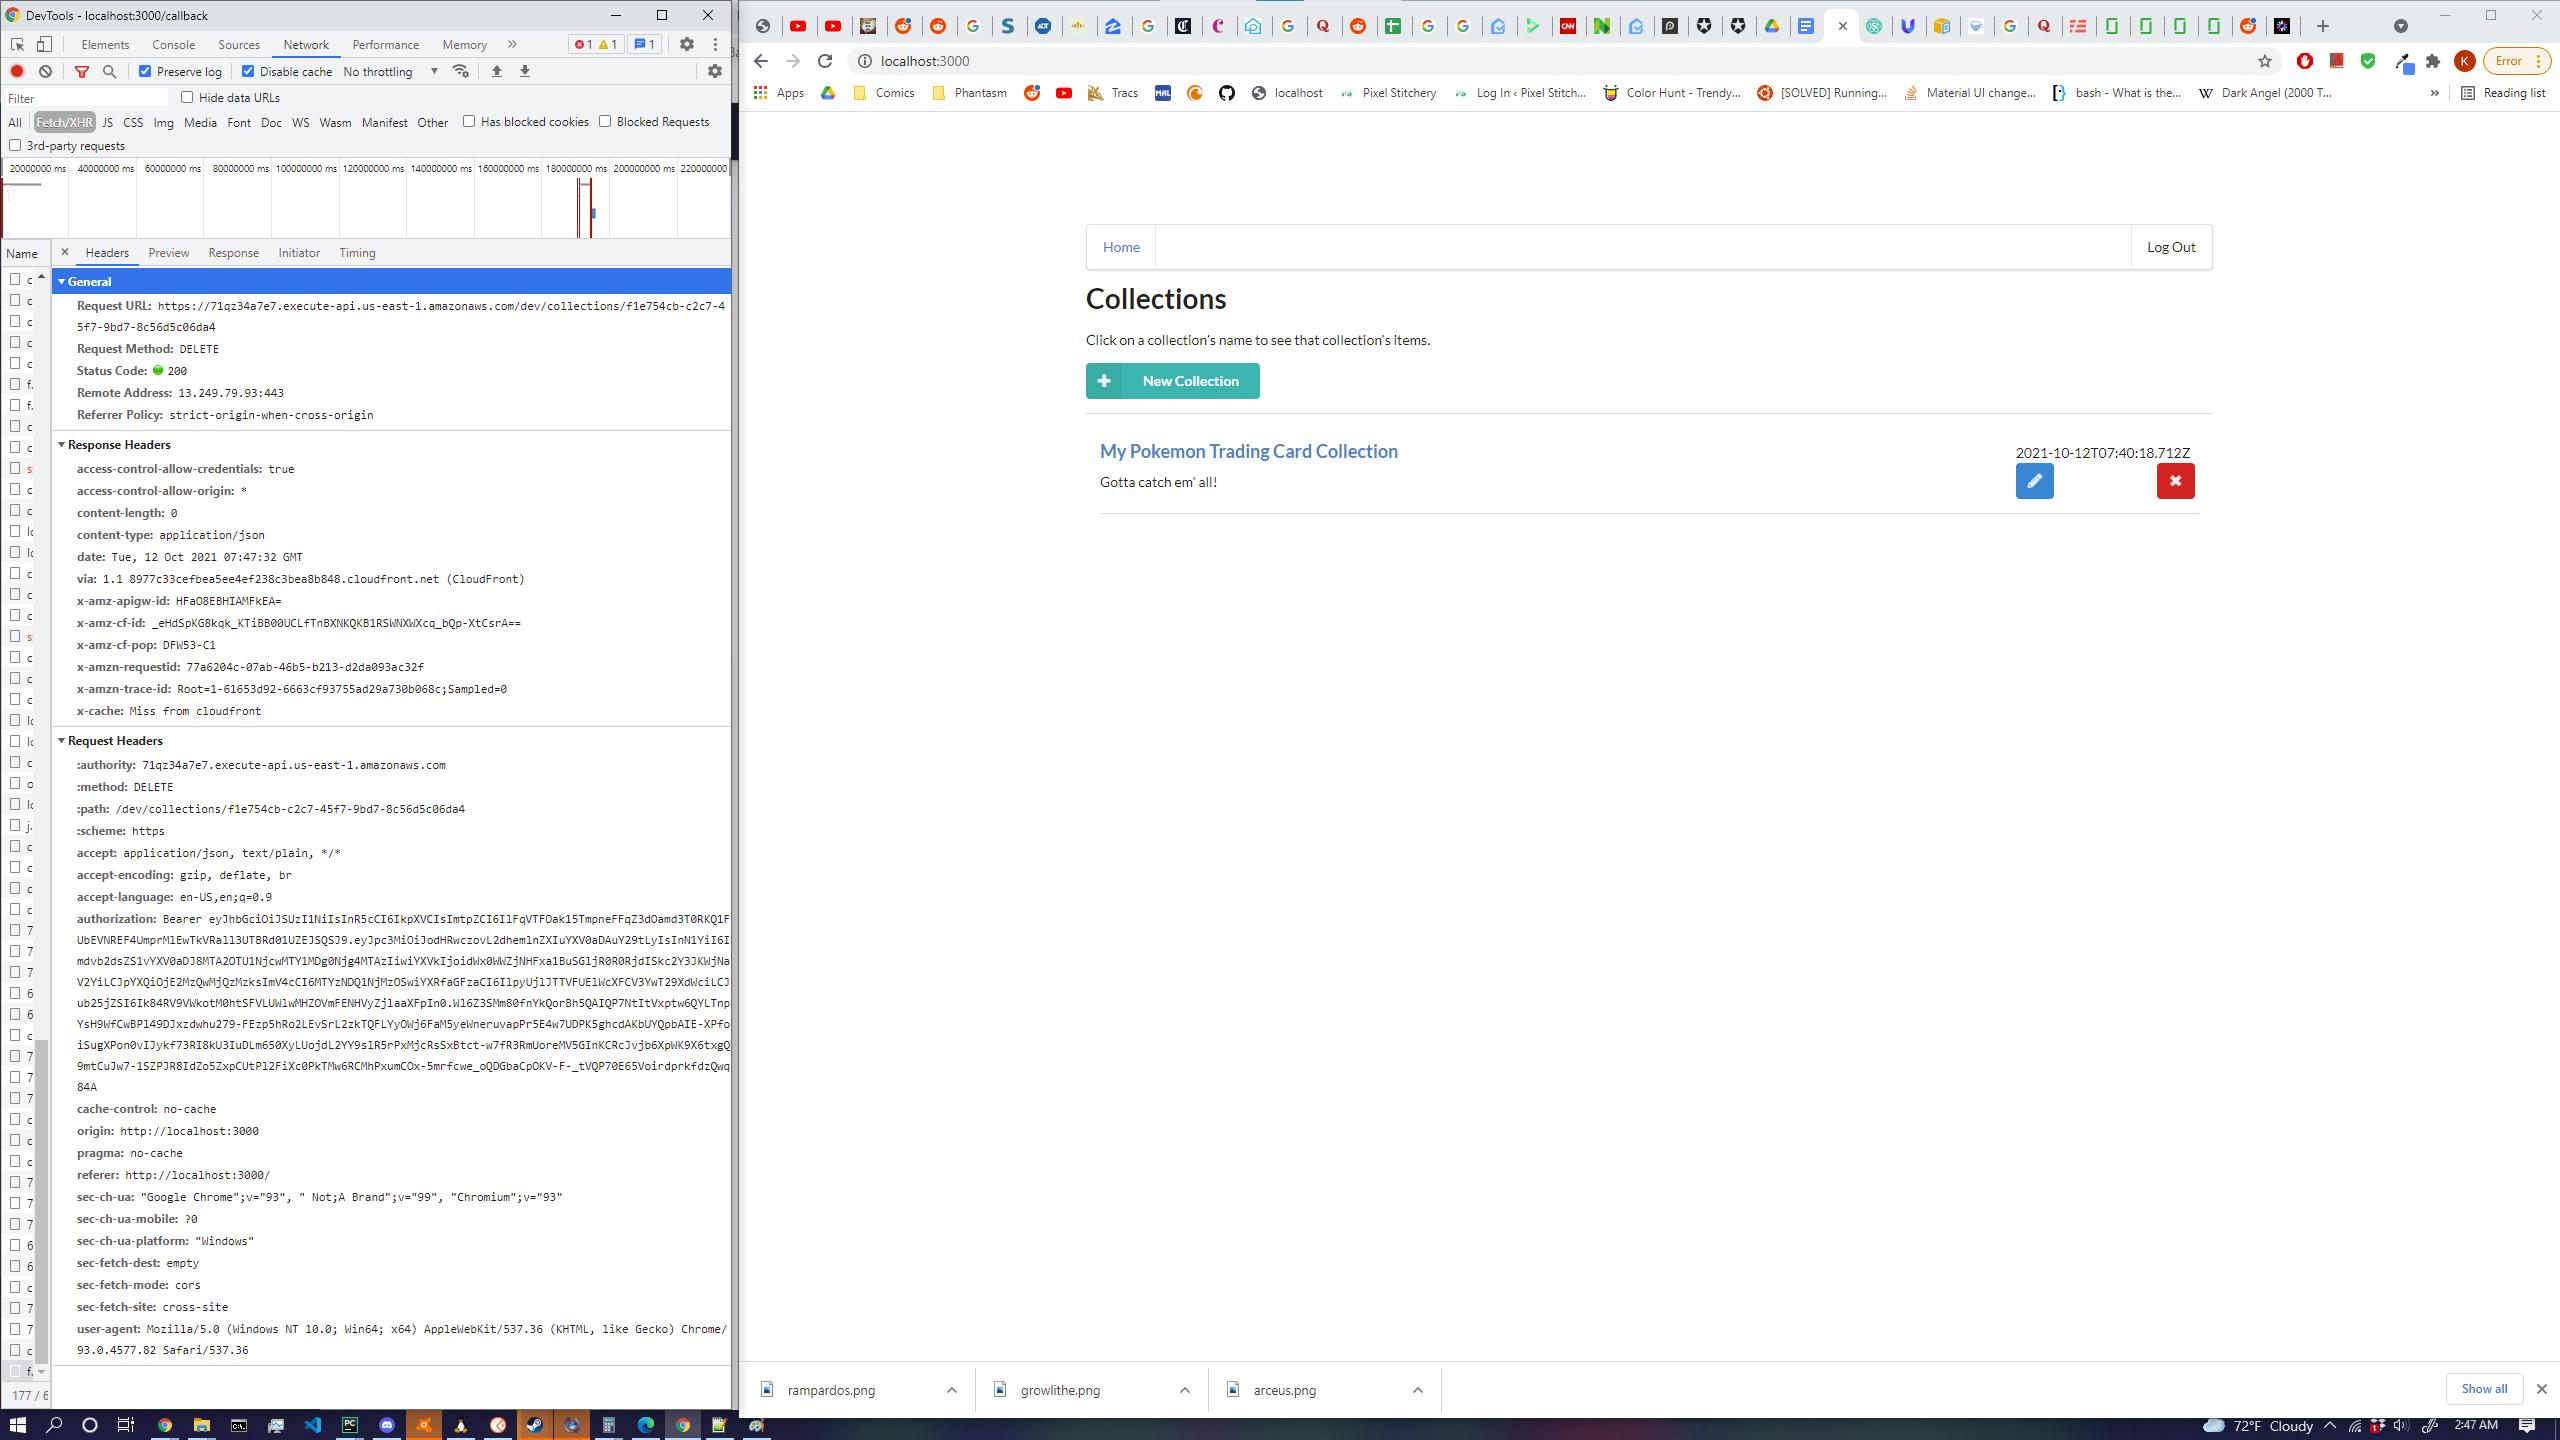 DevTools - localhost:3000/callback
Elements Console Sources Network Performance Memory » 1 1 1
Preserve log Disable cache No throttling
Filter Hide data URLs
All Fetch/XHR JS CSS Img Media Font Doc WS Wasm Manifest Other Has blocked cookies Blocked Requests
3rd-party requests
20000000 ms 40000000 ms 60000000 ms 80000000 ms 100000000 ms 120000000 ms 140000000 ms 160000000 ms 180000000 ms 200000000 ms 220000000
Name Headers Preview Response Initiator Timing
General
Request URL: https://71qz34a7e7.execute-api.us-east-1.amazonaws.com/dev/collections/f1e754cb-c2c7-4
5f7-9bd7-8c56d5c06da4
Request Method: DELETE
Status Code: 200
Remote Address: 13.249.79.93:443
Referrer Policy: strict-origin-when-cross-origin
Response Headers
access-control-allow-credentials: true
access-control-allow-origin: *
content-length: 0
content-type: application/json
date: Tue, 12 Oct 2021 07:47:32 GMT
via: 1.1 8977c33cefbea5ee4ef238c3bea8b848.cloudfront.net (CloudFront)
x-amz-apigw-id: HFaO8EBHIAMFkEA=
x-amz-cf-id: _eHdSpKG8kqk_KTiBB00UCLfTnBXNKQKB1RSWNXWXcq_bQp-XtCsrA==
x-amz-cf-pop: DFW53-C1
x-amzn-requestid: 77a6204c-07ab-46b5-b213-d2da093ac32f
x-amzn-trace-id: Root=1-61653d92-6663cf93755ad29a730b068c;Sampled=0
x-cache: Miss from cloudfront
Request Headers
:authority: 71qz34a7e7.execute-api.us-east-1.amazonaws.com
:method: DELETE
:path: /dev/collections/f1e754cb-c2c7-45f7-9bd7-8c56d5c06da4
:scheme: https
accept: application/json, text/plain, */*
accept-encoding: gzip, deflate, br
accept-language: en-US,en;q=0.9
authorization: Bearer
cache-control: no-cache
origin: http://localhost:3000
pragma: no-cache
referer: http://localhost:3000/
sec-ch-ua: "Google Chrome";v="93", " Not;A Brand";v="99", "Chromium";v="93"
sec-ch-ua-mobile: ?0
sec-ch-ua-platform: "Windows"
sec-fetch-dest: empty
sec-fetch-mode: cors
sec-fetch-site: cross-site
user-agent: Mozilla/5.0 (Windows NT 10.0; Win64; x64) AppleWebKit/537.36 (KHTML, like Gecko) Chrome/
93.0.4577.82 Safari/537.36
177 / 6
localhost:3000
K Error
Apps Comics Phantasm Tracs MAL localhost Pixel Stitchery Log In ‹ Pixel Stitch... Color Hunt - Trendy... [SOLVED] Running... Material UI change... bash - What is the... Dark Angel (2000 T... » Reading list
Home Log Out
Collections
Click on a collection's name to see that collection's items.
New Collection
My Pokemon Trading Card Collection 2021-10-12T07:40:18.712Z
Gotta catch em' all!
rampardos.png growlithe.png arceus.png Show all
72°F Cloudy 2:47 AM